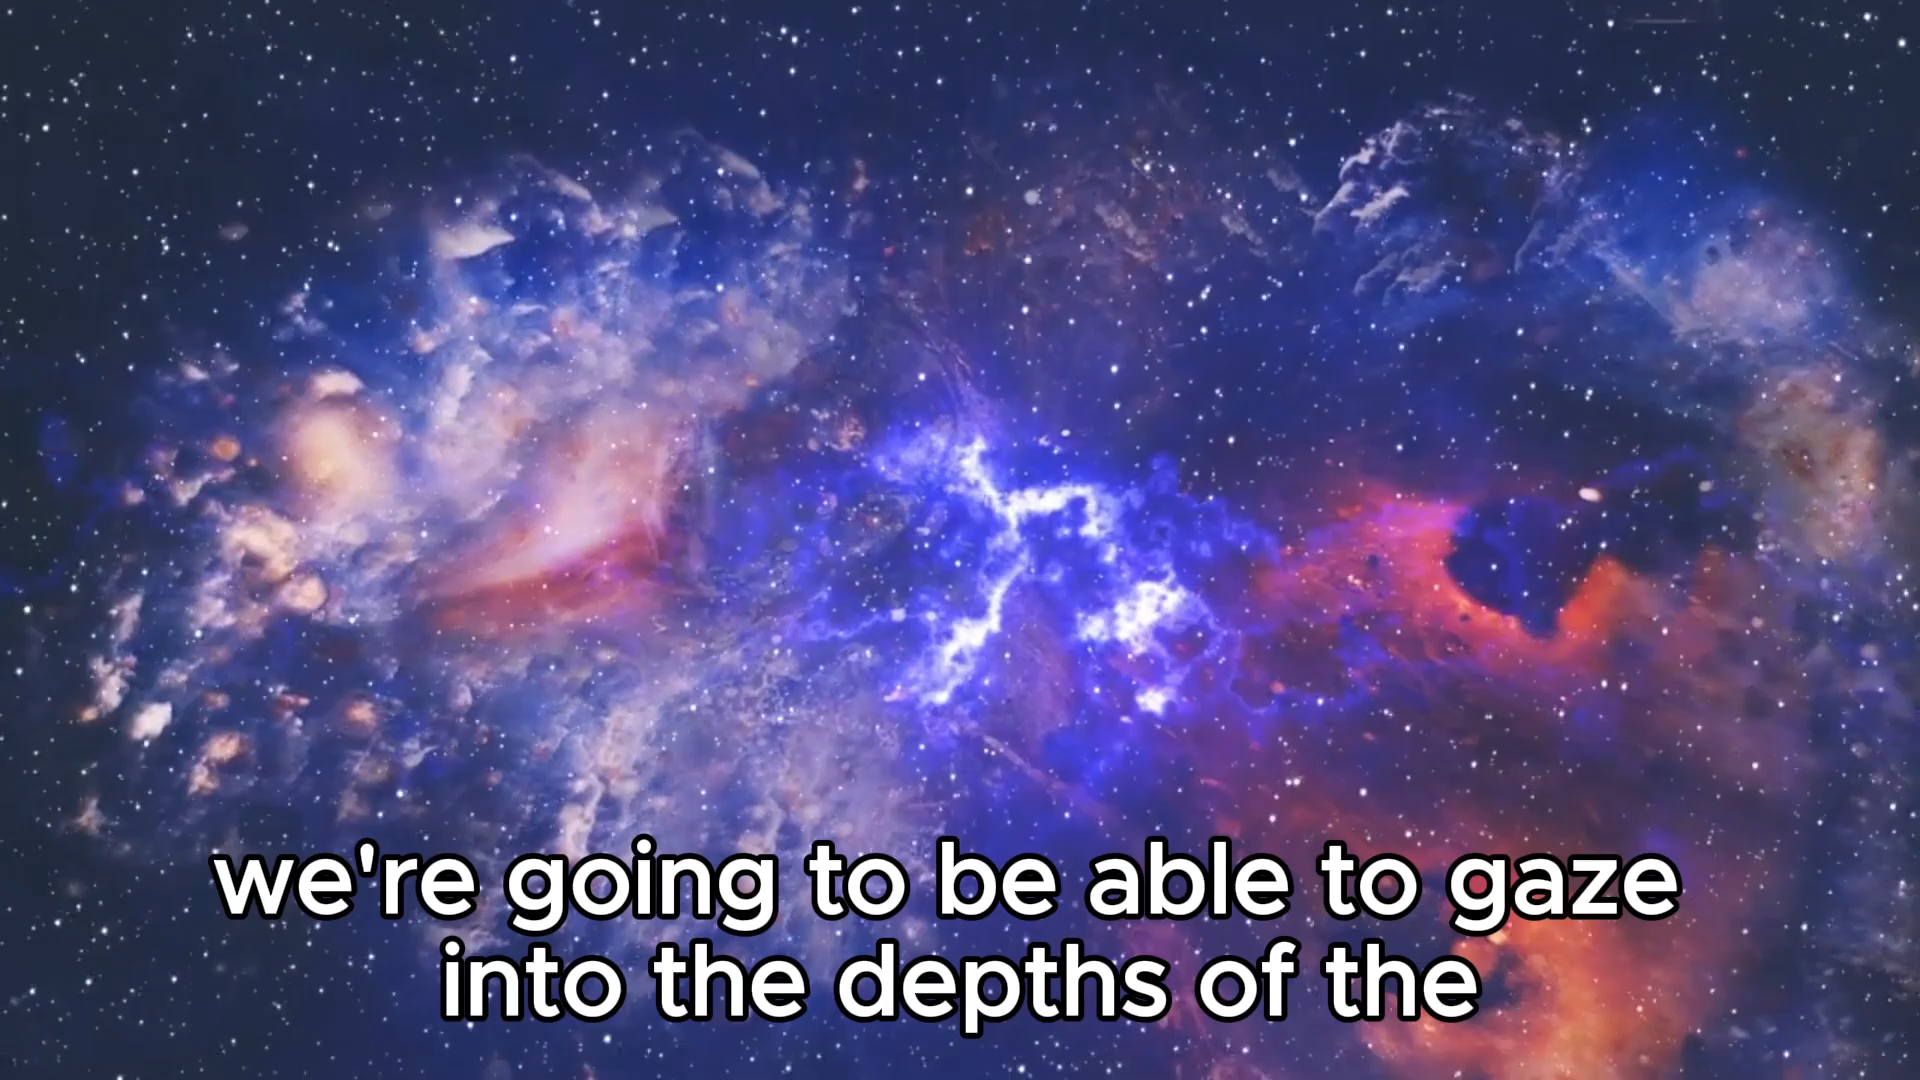 we're going to be able to gaze
into the depths of the